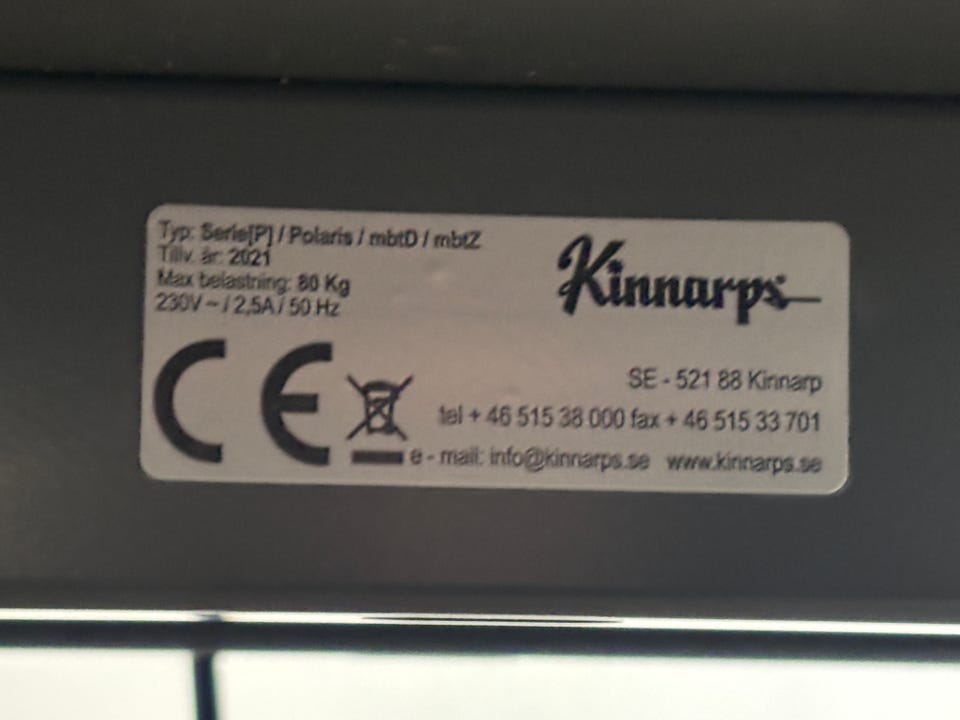 Typ: Serie[P] / Polaris / mbtD / mbtZ
Tillv. år: 2021
Max belastning: 80 Kg
230V ~ / 2,5A / 50 Hz
Kinnarps
CE
SE - 521 88 Kinnarp
tel + 46 515 38 000 fax + 46 515 33 701
e - mail: info@kinnarps.se www.kinnarps.se